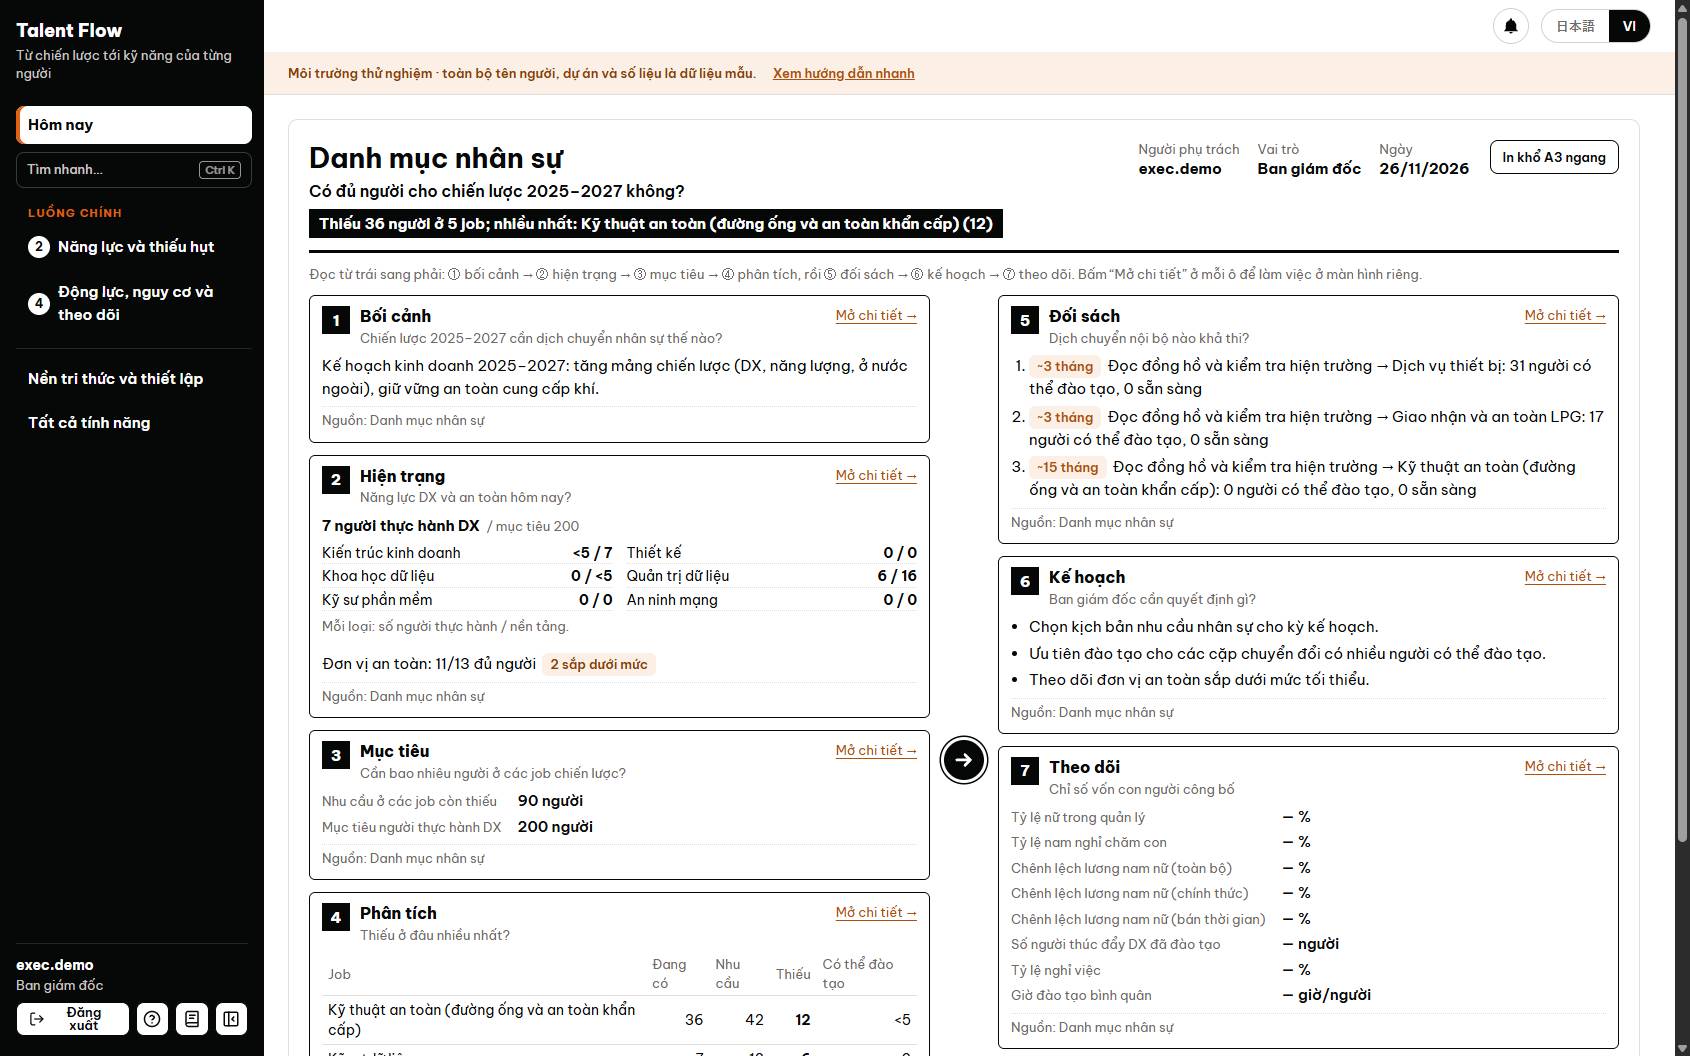 Talent Flow
Từ chiến lược tới kỹ năng của từng
người
Hôm nay
Tìm nhanh...
Ctrl K
LUỒNG CHÍNH
2 Năng lực và thiếu hụt
4 Động lực, nguy cơ và
theo dõi
Nền tri thức và thiết lập
Tất cả tính năng
exec.demo
Ban giám đốc
Đăng
xuất
日本語 VI
Môi trường thử nghiệm · toàn bộ tên người, dự án và số liệu là dữ liệu mẫu. Xem hướng dẫn nhanh
Danh mục nhân sự
Có đủ người cho chiến lược 2025–2027 không?
Thiếu 36 người ở 5 job; nhiều nhất: Kỹ thuật an toàn (đường ống và an toàn khẩn cấp) (12)
Người phụ trách
exec.demo
Vai trò
Ban giám đốc
Ngày
26/11/2026
In khổ A3 ngang
Đọc từ trái sang phải: ① bối cảnh → ② hiện trạng → ③ mục tiêu → ④ phân tích, rồi ⑤ đối sách → ⑥ kế hoạch → ⑦ theo dõi. Bấm “Mở chi tiết” ở mỗi ô để làm việc ở màn hình riêng.
1 Bối cảnh Mở chi tiết →
Chiến lược 2025–2027 cần dịch chuyển nhân sự thế nào?
Kế hoạch kinh doanh 2025–2027: tăng mảng chiến lược (DX, năng lượng, ở nước
ngoài), giữ vững an toàn cung cấp khí.
Nguồn: Danh mục nhân sự
2 Hiện trạng Mở chi tiết →
Năng lực DX và an toàn hôm nay?
7 người thực hành DX / mục tiêu 200
Kiến trúc kinh doanh <5 / 7 Thiết kế 0 / 0
Khoa học dữ liệu 0 / <5 Quản trị dữ liệu 6 / 16
Kỹ sư phần mềm 0 / 0 An ninh mạng 0 / 0
Mỗi loại: số người thực hành / nền tảng.
Đơn vị an toàn: 11/13 đủ người 2 sắp dưới mức
Nguồn: Danh mục nhân sự
3 Mục tiêu Mở chi tiết →
Cần bao nhiêu người ở các job chiến lược?
Nhu cầu ở các job còn thiếu 90 người
Mục tiêu người thực hành DX 200 người
Nguồn: Danh mục nhân sự
4 Phân tích Mở chi tiết →
Thiếu ở đâu nhiều nhất?
Job Đang có Nhu cầu Thiếu Có thể đào tạo
Kỹ thuật an toàn (đường ống và an toàn khẩn
cấp) 36 42 12 <5
5 Đối sách Mở chi tiết →
Dịch chuyển nội bộ nào khả thi?
1. ~3 tháng Đọc đồng hồ và kiểm tra hiện trường → Dịch vụ thiết bị: 31 người có
thể đào tạo, 0 sẵn sàng
2. ~3 tháng Đọc đồng hồ và kiểm tra hiện trường → Giao nhận và an toàn LPG: 17
người có thể đào tạo, 0 sẵn sàng
3. ~15 tháng Đọc đồng hồ và kiểm tra hiện trường → Kỹ thuật an toàn (đường
ống và an toàn khẩn cấp): 0 người có thể đào tạo, 0 sẵn sàng
Nguồn: Danh mục nhân sự
6 Kế hoạch Mở chi tiết →
Ban giám đốc cần quyết định gì?
• Chọn kịch bản nhu cầu nhân sự cho kỳ kế hoạch.
• Ưu tiên đào tạo cho các cặp chuyển đổi có nhiều người có thể đào tạo.
• Theo dõi đơn vị an toàn sắp dưới mức tối thiểu.
Nguồn: Danh mục nhân sự
7 Theo dõi Mở chi tiết →
Chỉ số vốn con người công bố
Tỷ lệ nữ trong quản lý — %
Tỷ lệ nam nghỉ chăm con — %
Chênh lệch lương nam nữ (toàn bộ) — %
Chênh lệch lương nam nữ (chính thức) — %
Chênh lệch lương nam nữ (bán thời gian) — %
Số người thúc đẩy DX đã đào tạo — người
Tỷ lệ nghỉ việc — %
Giờ đào tạo bình quân — giờ/người
Nguồn: Danh mục nhân sự